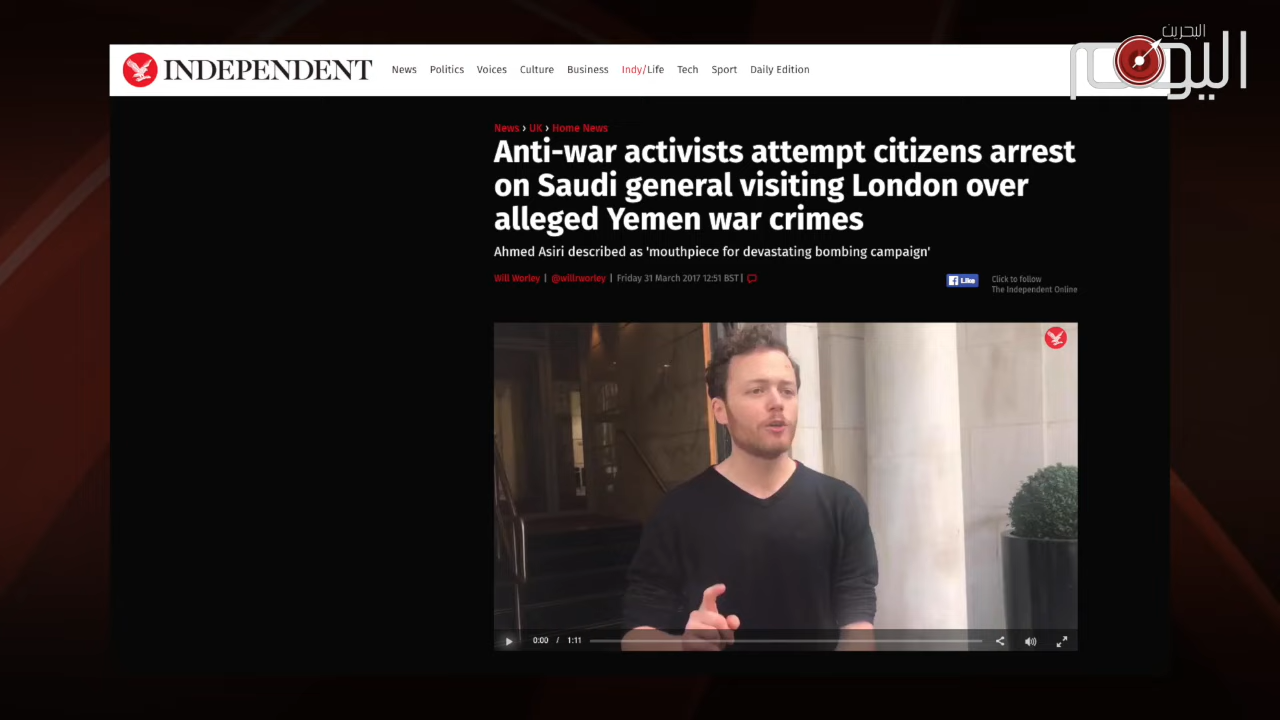 البحرين
اليوم
INDEPENDENT
News Politics Voices Culture Business Indy/Life Tech Sport Daily Edition
News › UK › Home News
Anti-war activists attempt citizens arrest
on Saudi general visiting London over
alleged Yemen war crimes
Ahmed Asiri described as 'mouthpiece for devastating bombing campaign'
Will Worley | @willrworley | Friday 31 March 2017 12:51 BST |
Like
Click to follow
The Independent Online
0:00 / 1:11